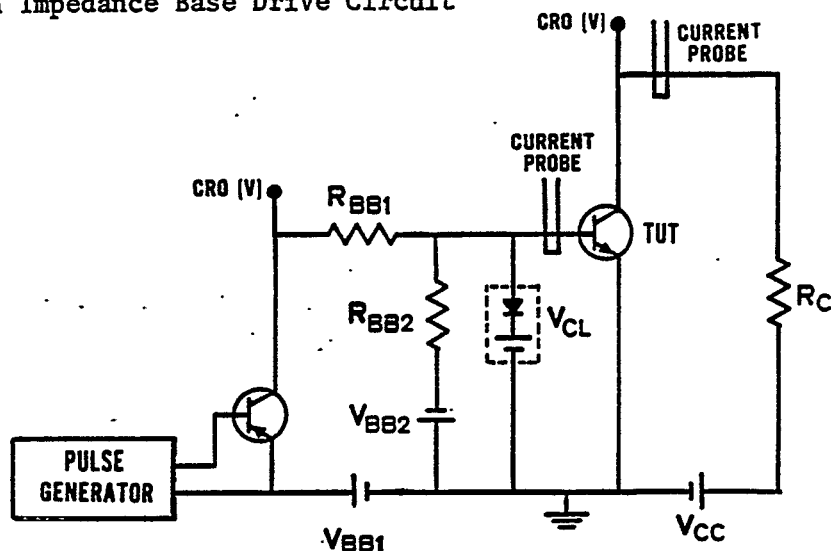 Impedance Base Drive Circuit
CRO (V)
CURRENT
PROBE
CURRENT
PROBE
CRO (V)
RBB1
TUT
RBB2
VCL
RC
VBB2
PULSE
GENERATOR
VBB1
VCC